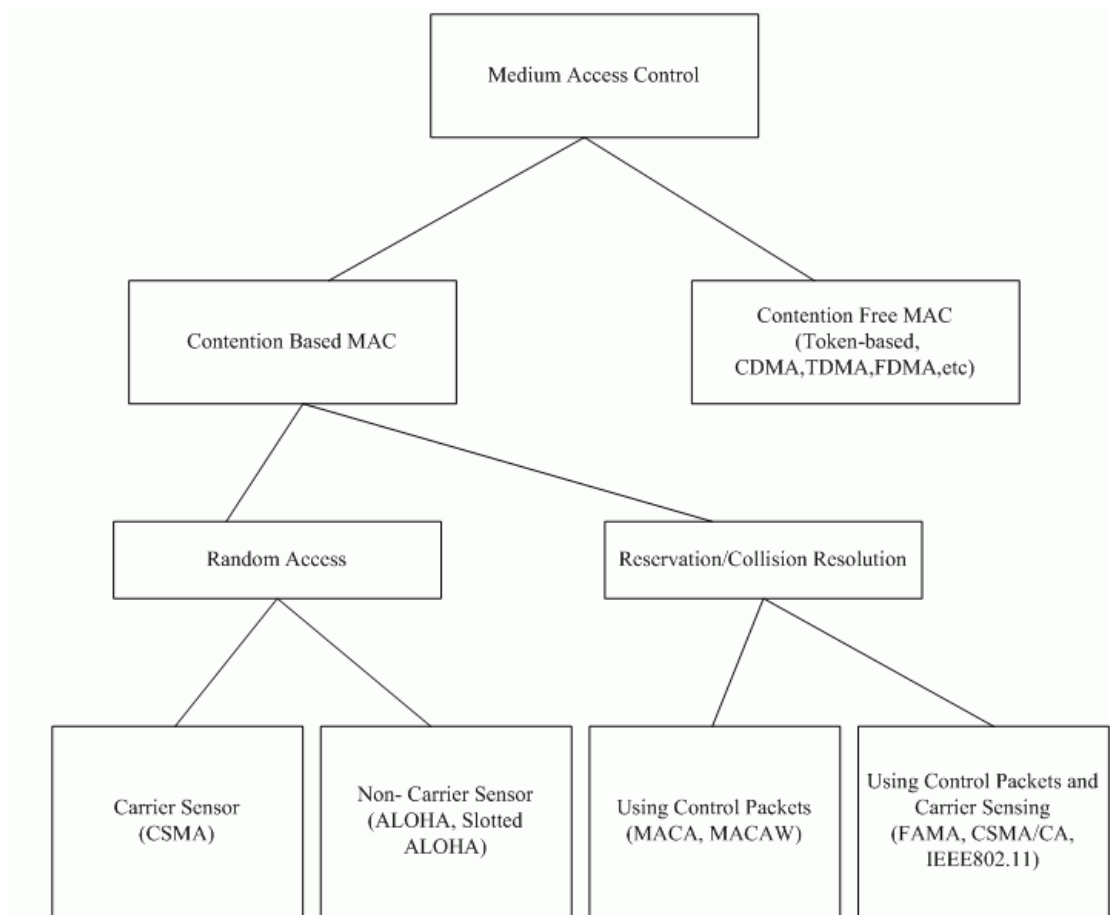 Medium Access Control
Contention Based MAC
Contention Free MAC
(Token-based,
CDMA,TDMA,FDMA,etc)
Random Access
Reservation/Collision Resolution
Carrier Sensor
(CSMA)
Non- Carrier Sensor
(ALOHA, Slotted
ALOHA)
Using Control Packets
(MACA, MACAW)
Using Control Packets and
Carrier Sensing
(FAMA, CSMA/CA,
IEEE802.11)